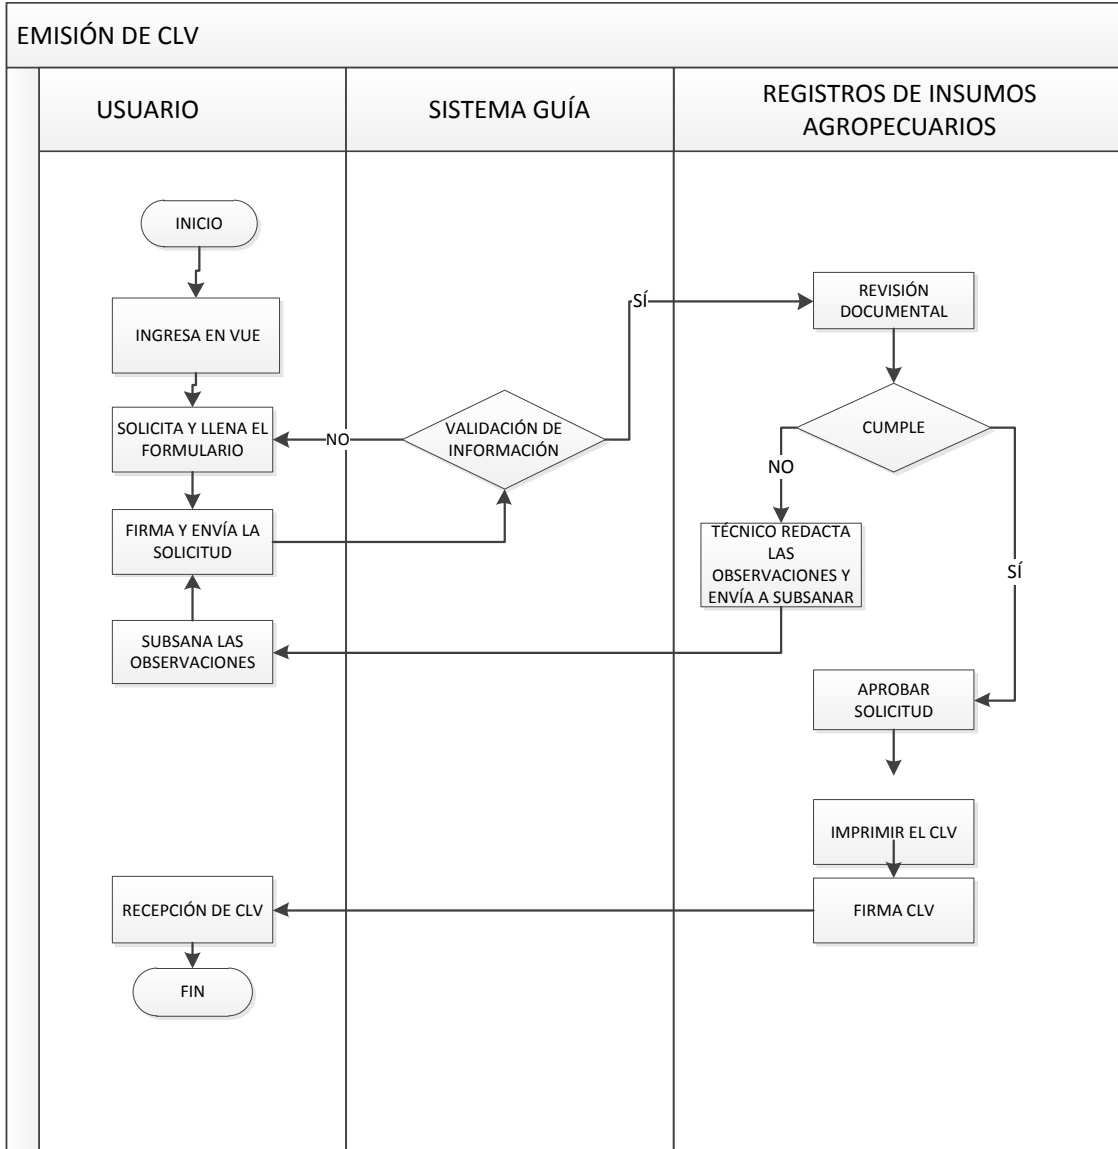 EMISIÓN DE CLV
USUARIO
SISTEMA GUÍA
REGISTROS DE INSUMOS
AGROPECUARIOS
INICIO
INGRESA EN VUE
SOLICITA Y LLENA EL
FORMULARIO
FIRMA Y ENVÍA LA
SOLICITUD
SUBSANA LAS
OBSERVACIONES
RECEPCIÓN DE CLV
FIN
NO
VALIDACIÓN DE
INFORMACIÓN
SÍ
REVISIÓN
DOCUMENTAL
CUMPLE
NO
TÉCNICO REDACTA
LAS
OBSERVACIONES Y
ENVÍA A SUBSANAR
SÍ
APROBAR
SOLICITUD
IMPRIMIR EL CLV
FIRMA CLV